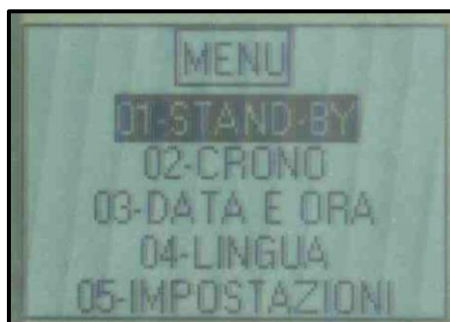 MENU
01-STAND-BY
02-CRONO
03-DATA E ORA
04-LINGUA
05-IMPOSTAZIONI